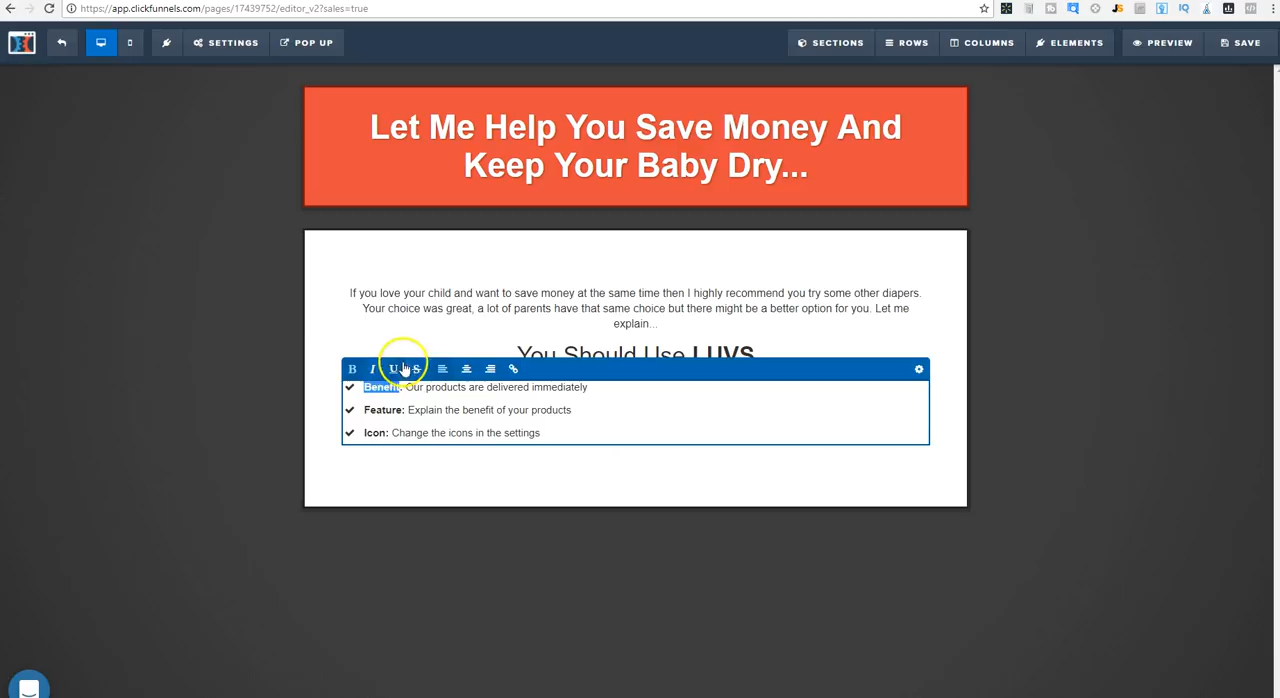 https://app.clickfunnels.com/pages/17439752/editor_v2?sales=true
SETTINGS
POP UP
SECTIONS
ROWS
COLUMNS
ELEMENTS
PREVIEW
SAVE
Let Me Help You Save Money And
Keep Your Baby Dry...
If you love your child and want to save money at the same time then I highly recommend you try some other diapers.
Your choice was great, a lot of parents have that same choice but there might be a better option for you. Let me
explain...
You Should Use LUVS
B I U S
Benefit: Our products are delivered immediately
Feature: Explain the benefit of your products
Icon: Change the icons in the settings